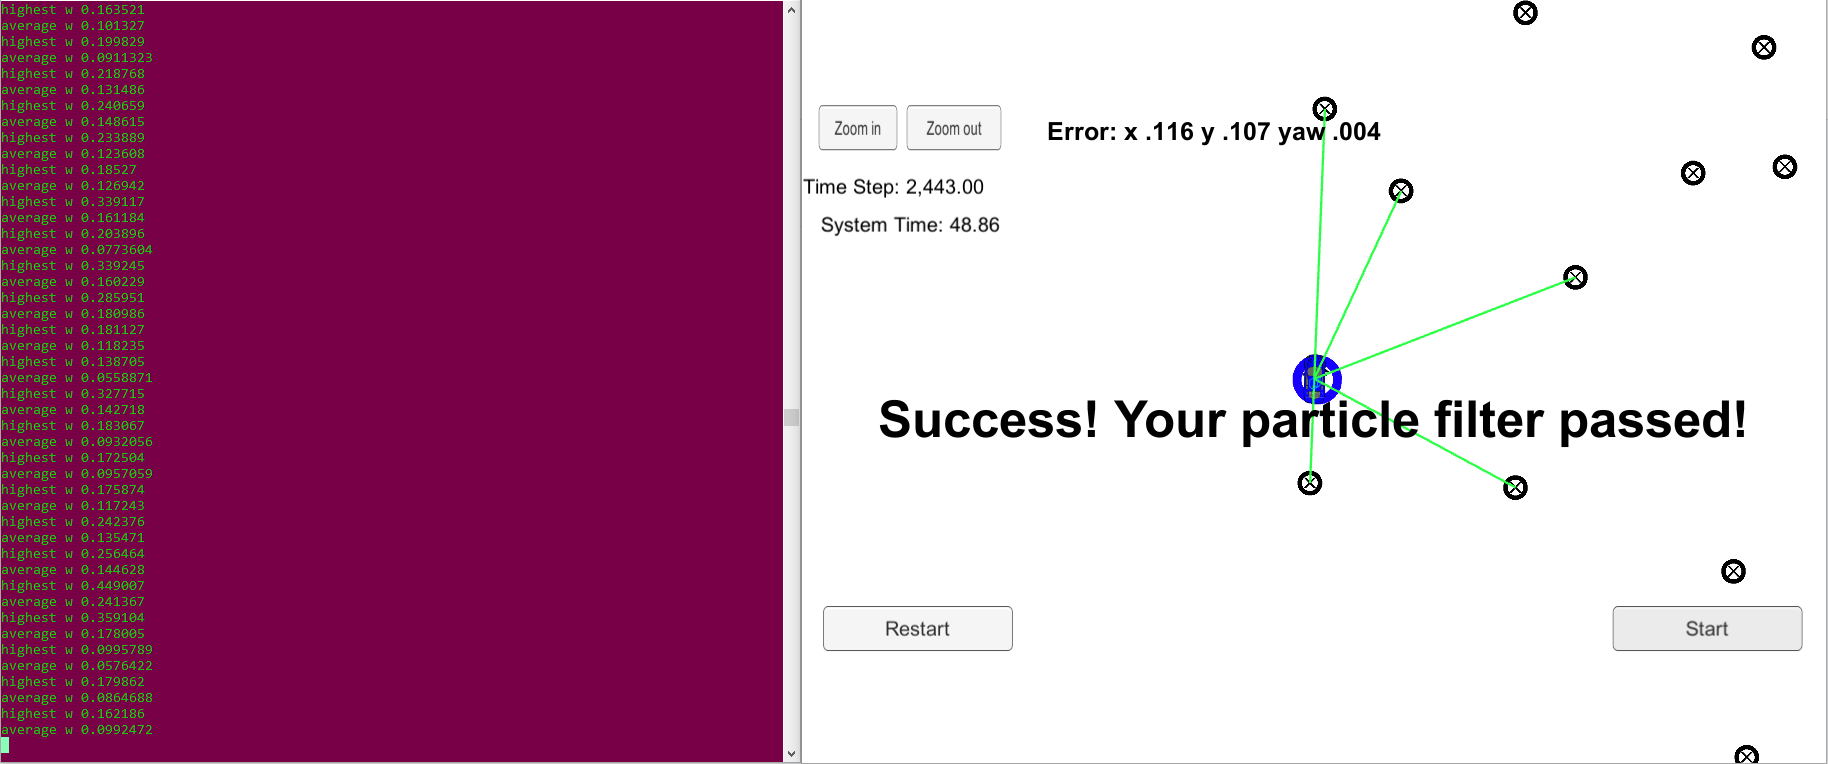 highest w 0.163521
average w 0.101327
highest w 0.199829
average w 0.0911323
highest w 0.218768
average w 0.131486
highest w 0.240659
average w 0.148615
highest w 0.233889
average w 0.123608
highest w 0.18527
average w 0.126942
highest w 0.339117
average w 0.161184
highest w 0.203896
average w 0.0773604
highest w 0.339245
average w 0.160229
highest w 0.285951
average w 0.180986
highest w 0.181127
average w 0.118235
highest w 0.138705
average w 0.0558871
highest w 0.327715
average w 0.142718
highest w 0.183067
average w 0.0932056
highest w 0.172504
average w 0.0957059
highest w 0.175874
average w 0.117243
highest w 0.242376
average w 0.135471
highest w 0.256464
average w 0.144628
highest w 0.449007
average w 0.241367
highest w 0.359104
average w 0.178005
highest w 0.0995789
average w 0.0576422
highest w 0.179862
average w 0.0864688
highest w 0.162186
average w 0.0992472
Zoom in
Zoom out
Error: x .116 y .107 yaw .004
Time Step: 2,443.00
System Time: 48.86
Success! Your particle filter passed!
Restart
Start